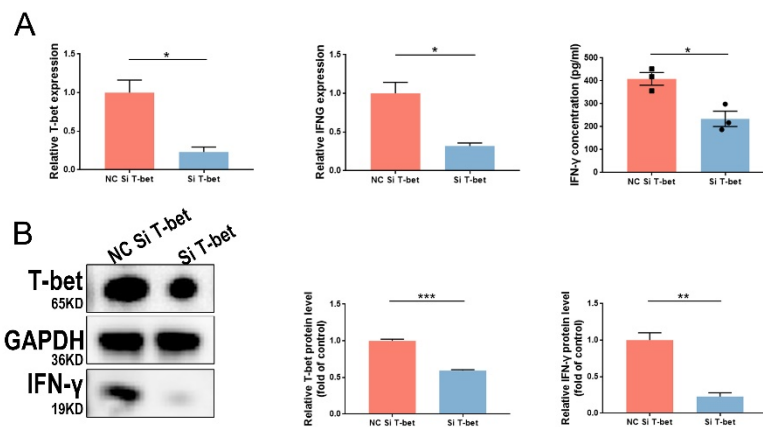 A
Relative T-bet expression
1.5
1.0
0.5
0.0
*
NC Si T-bet
Si T-bet
Relative IFNG expression
1.5
1.0
0.5
0.0
*
NC Si T-bet
Si T-bet
IFN-γ concentration (pg/ml)
500
400
300
200
100
0
*
NC Si T-bet
Si T-bet
B
NC Si T-bet
Si T-bet
T-bet
65KD
GAPDH
36KD
IFN-γ
19KD
Relative T-bet protein level
(fold of control)
1.5
1.0
0.5
0.0
***
NC Si T-bet
Si T-bet
Relative IFN-γ protein level
(fold of control)
1.5
1.0
0.5
0.0
**
NC Si T-bet
Si T-bet